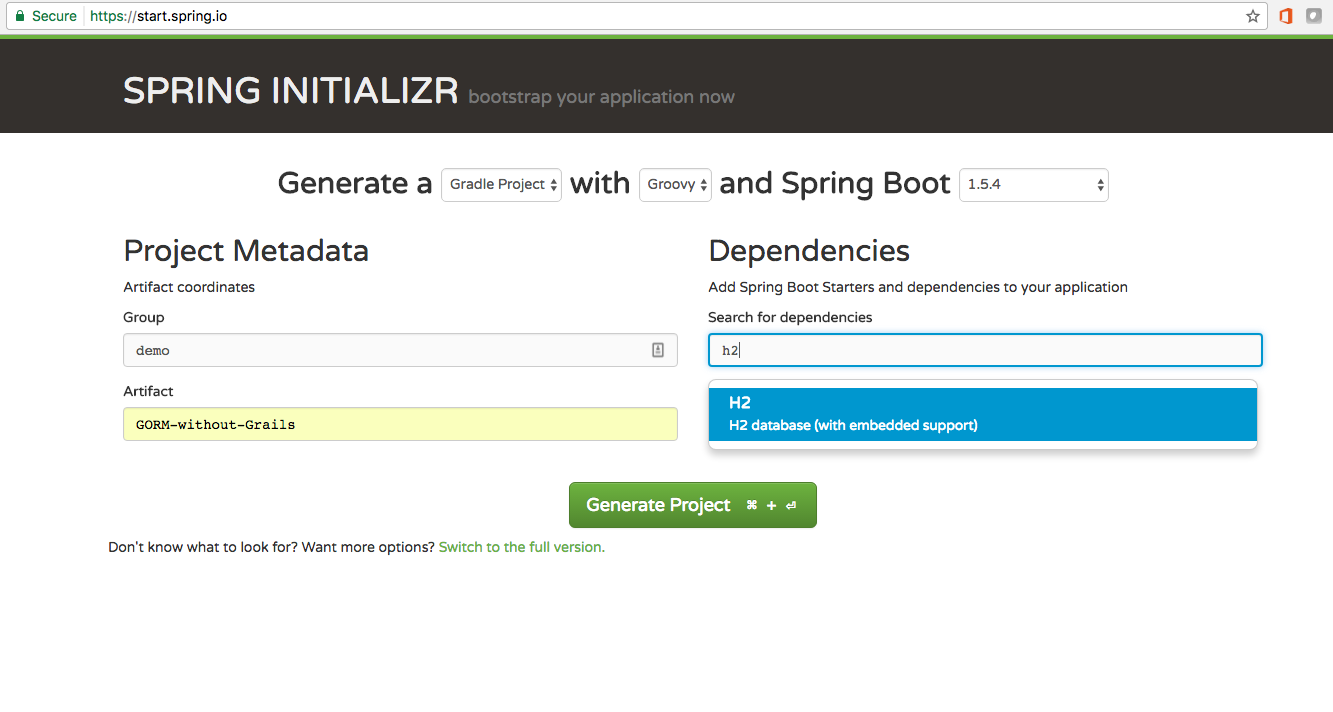 Secure https://start.spring.io
SPRING INITIALIZR bootstrap your application now
Generate a Gradle Project with Groovy and Spring Boot 1.5.4
Project Metadata
Artifact coordinates
Group
demo
Artifact
GORM-without-Grails
Dependencies
Add Spring Boot Starters and dependencies to your application
Search for dependencies
h2
H2
H2 database (with embedded support)
Generate Project ⌘ + ⏎
Don't know what to look for? Want more options? Switch to the full version.